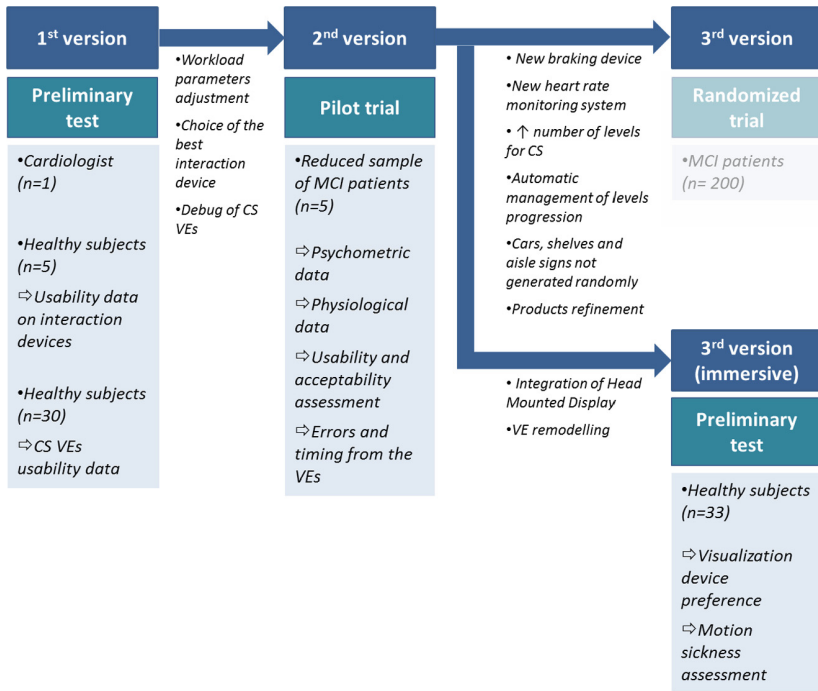 1st version
Preliminary
test
•Cardiologist
(n=1)
•Healthy subjects
(n=5)
⇨Usability data
on interaction
devices
•Healthy subjects
(n=30)
⇨CS VEs
usability data
•Workload
parameters
adjustment
•Choice of the
best
interaction
device
•Debug of CS
VEs
2nd version
Pilot trial
•Reduced sample
of MCI patients
(n=5)
⇨Psychometric
data
⇨Physiological
data
⇨Usability and
acceptability
assessment
⇨Errors and
timing from the
VEs
•New braking device
•New heart rate
monitoring system
• ↑ number of levels
for CS
•Automatic
management of levels
progression
•Cars, shelves and
aisle signs not
generated randomly
•Products refinement
•Integration of Head
Mounted Display
•VE remodelling
3rd version
Randomized
trial
•MCI patients
(n= 200)
3rd version
(immersive)
Preliminary
test
•Healthy subjects
(n=33)
⇨Visualization
device
preference
⇨Motion
sickness
assessment